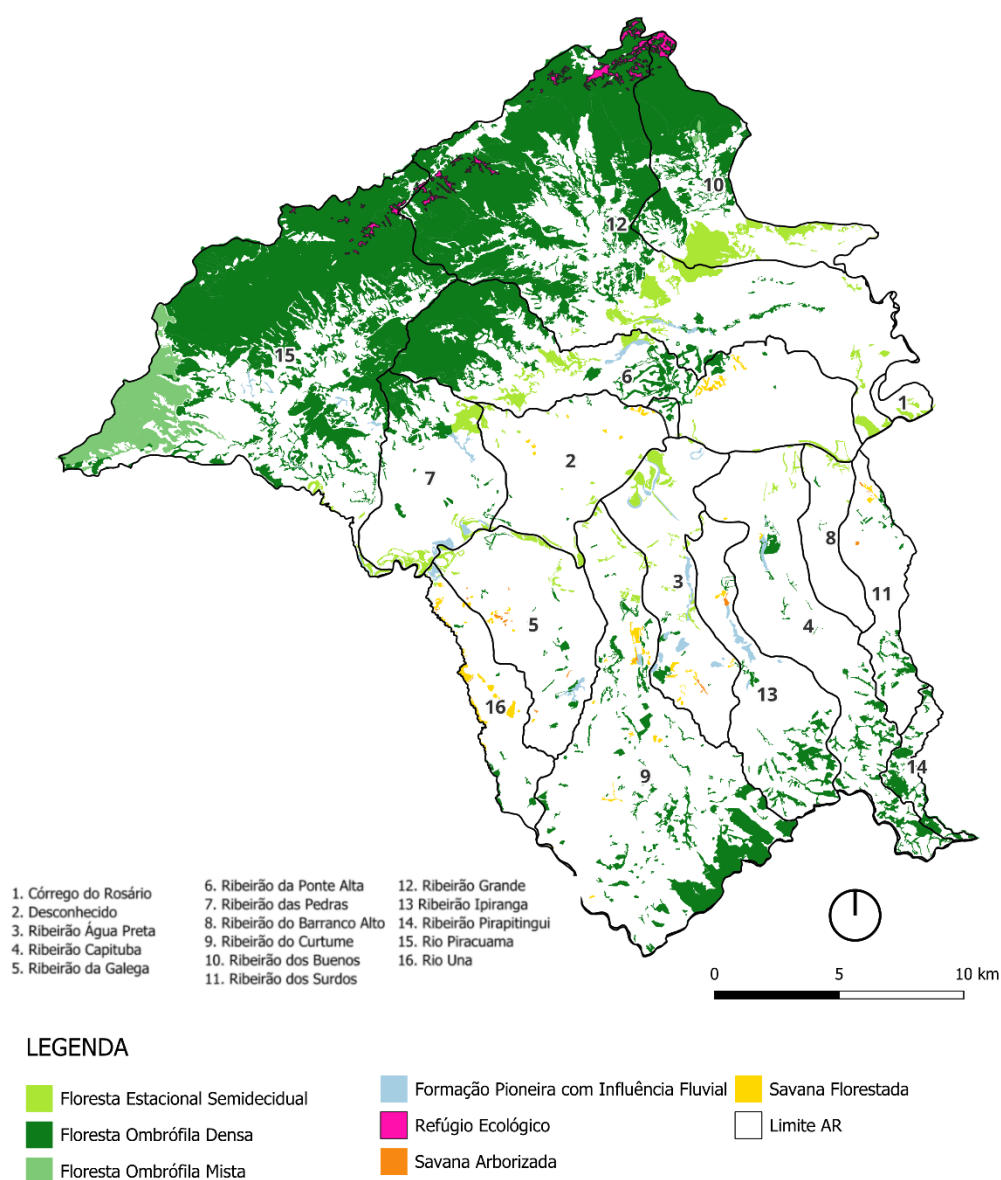 10
12
15
1
6
2
7
8
3
11
5
4
13
16
14
9
1. Córrego do Rosário
2. Desconhecido
3. Ribeirão Água Preta
4. Ribeirão Capituba
5. Ribeirão da Galega
6. Ribeirão da Ponte Alta
7. Ribeirão das Pedras
8. Ribeirão do Barranco Alto
9. Ribeirão do Curtume
10. Ribeirão dos Buenos
11. Ribeirão dos Surdos
12. Ribeirão Grande
13 Ribeirão Ipiranga
14. Ribeirão Pirapitingui
15. Rio Piracuama
16. Rio Una
0 5 10 km
LEGENDA
Floresta Estacional Semidecidual
Floresta Ombrófila Densa
Floresta Ombrófila Mista
Formação Pioneira com Influência Fluvial
Refúgio Ecológico
Savana Arborizada
Savana Florestada
Limite AR